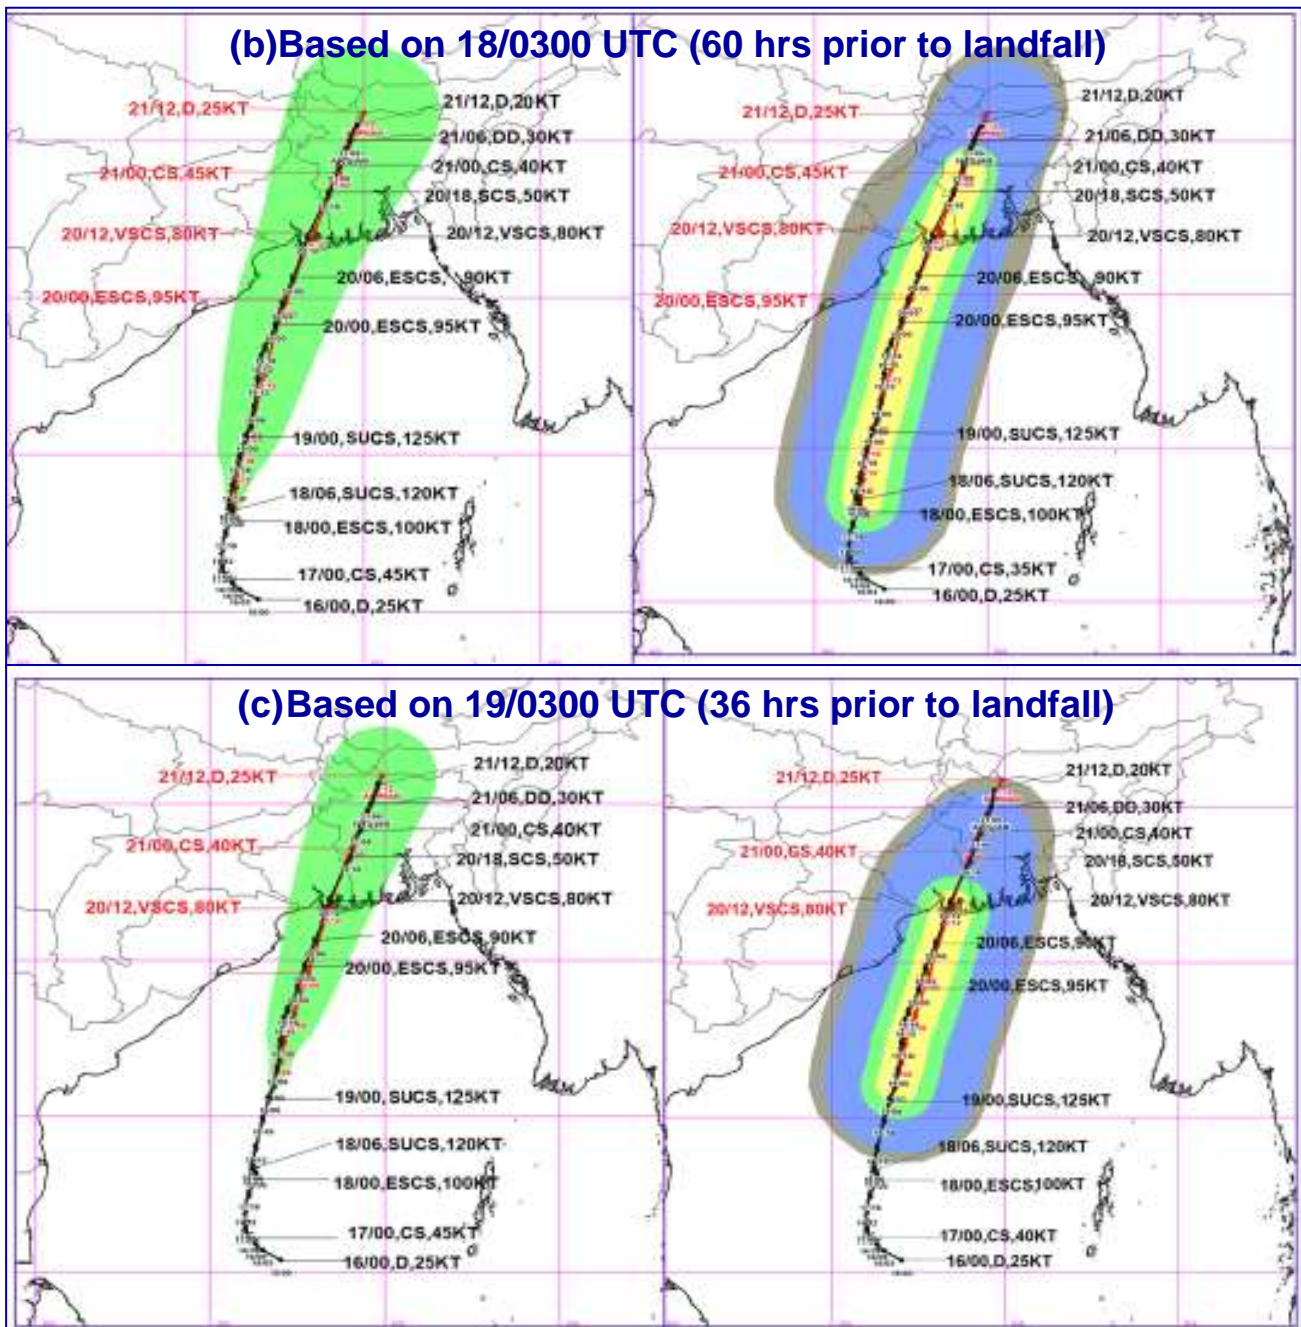 (b)Based on 18/0300 UTC (60 hrs prior to landfall)
21/12,D,25KT
21/12,D,20KT
21/06,DD,30KT
21/00,CS,45KT
21/00,CS,40KT
20/18,SCS,50KT
20/12,VSCS,80KT
20/12,VSCS,80KT
20/06,ESCS, 90KT
20/00,ESCS,95KT
20/00,ESCS,95KT
19/00,SUCS,125KT
18/06,SUCS,120KT
18/00,ESCS,100KT
17/00,CS,45KT
16/00,D,25KT
21/12,D,25KT
21/12,D,20KT
21/06,DD,30KT
21/00,CS,45KT
21/00,CS,40KT
20/18,SCS,50KT
20/12,VSCS,80KT
20/12,VSCS,80KT
20/06,ESCS, 90KT
20/00,ESCS,95KT
20/00,ESCS,95KT
19/00,SUCS,125KT
18/06,SUCS,120KT
18/00,ESCS,100KT
17/00,CS,35KT
16/00,D,25KT
(c)Based on 19/0300 UTC (36 hrs prior to landfall)
21/12,D,25KT
21/12,D,20KT
21/06,DD,30KT
21/00,CS,40KT
21/00,CS,40KT
20/18,SCS,50KT
20/12,VSCS,80KT
20/12,VSCS,80KT
20/06,ESCS,90KT
20/00,ESCS,95KT
19/00,SUCS,125KT
18/06,SUCS,120KT
18/00,ESCS,100KT
17/00,CS,45KT
16/00,D,25KT
21/12,D,25KT
21/12,D,20KT
21/06,DD,30KT
21/00,CS,40KT
21/00,CS,40KT
20/18,SCS,50KT
20/12,VSCS,80KT
20/12,VSCS,80KT
20/06,ESCS,90KT
20/00,ESCS,95KT
19/00,SUCS,125KT
18/06,SUCS,120KT
18/00,ESCS,100KT
17/00,CS,40KT
16/00,D,25KT